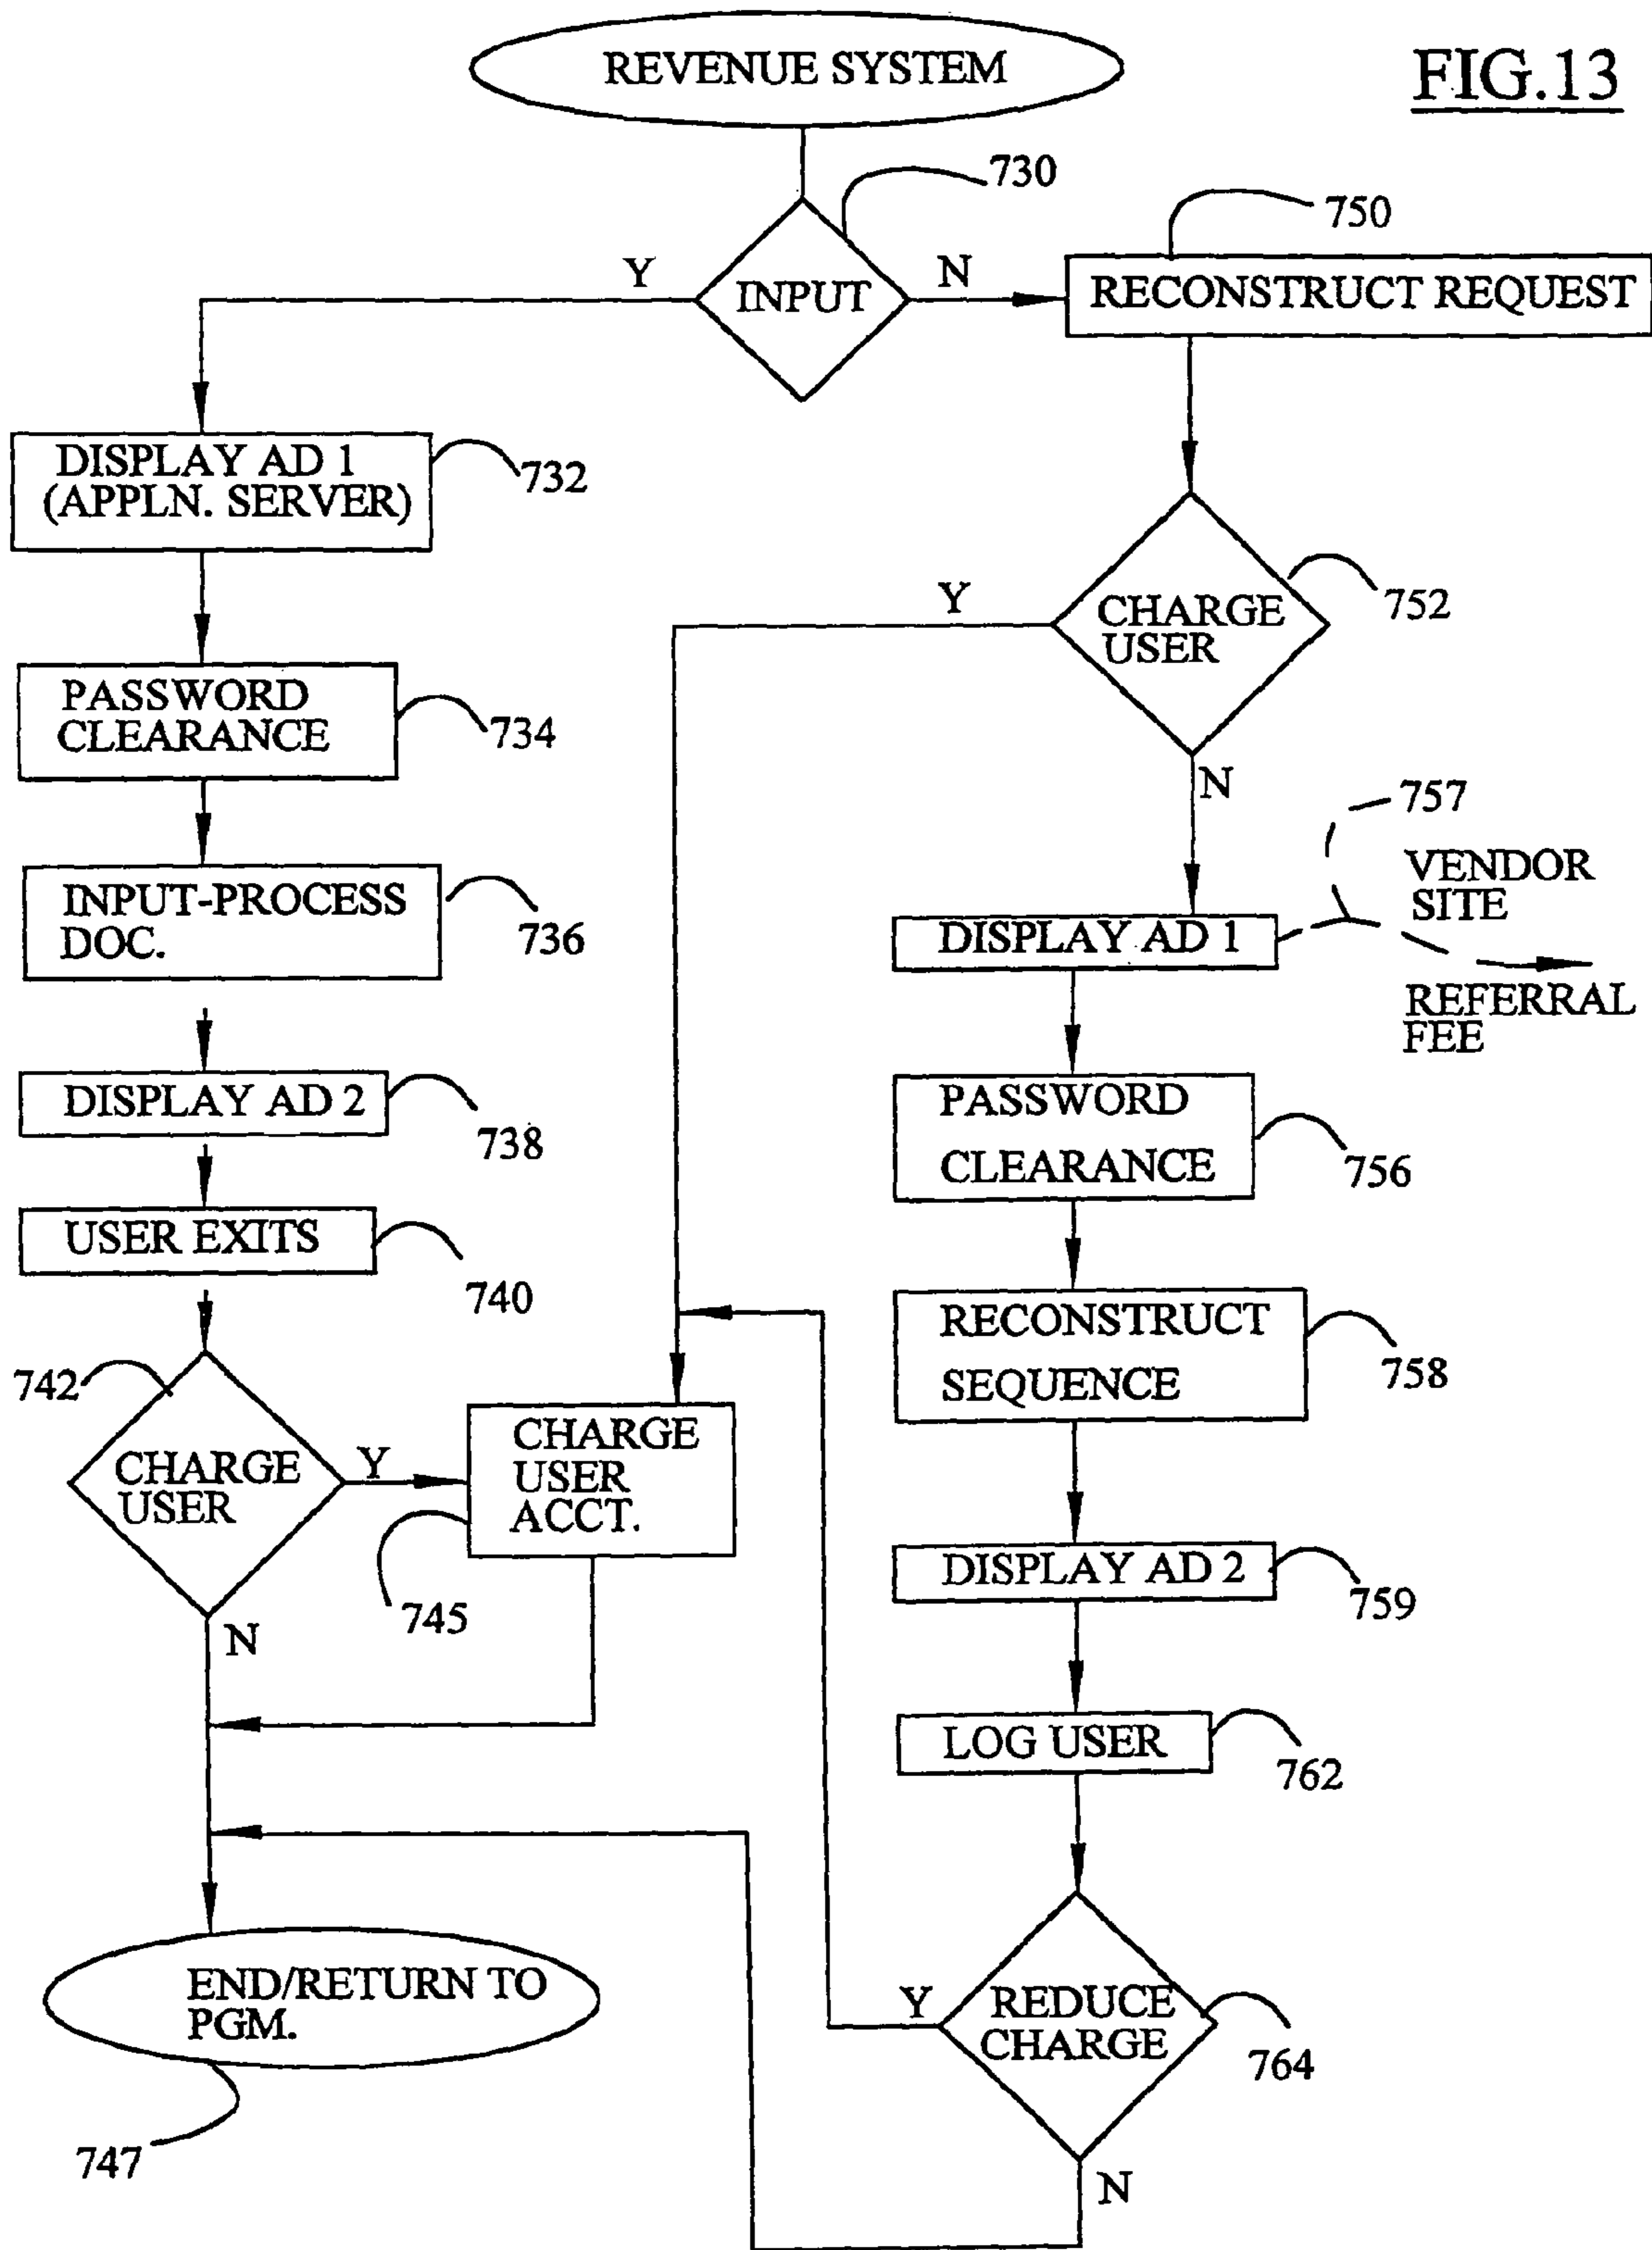 REVENUE SYSTEM
FIG.13
730
750
Y
INPUT
N
RECONSTRUCT REQUEST
DISPLAY AD 1
(APPLN. SERVER)
732
Y
CHARGE
USER
752
PASSWORD
CLEARANCE
734
N
757
VENDOR
SITE
INPUT-PROCESS
DOC.
736
DISPLAY AD 1
REFERRAL
FEE
DISPLAY AD 2
738
PASSWORD
CLEARANCE
756
USER EXITS
740
RECONSTRUCT
SEQUENCE
758
742
CHARGE
USER
Y
CHARGE
USER
ACCT.
745
N
DISPLAY AD 2
759
LOG USER
762
END/RETURN TO
PGM.
747
Y
REDUCE
CHARGE
764
N